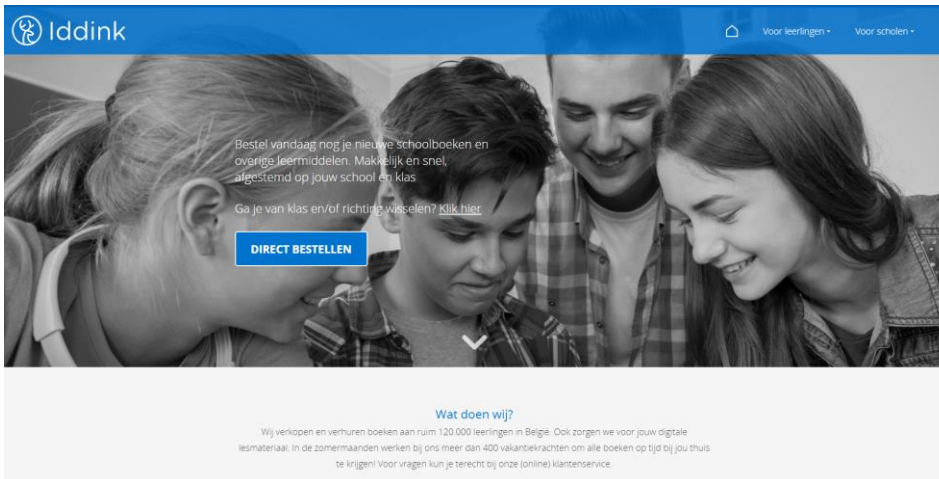 Iddink
Voor leerlingen
Voor scholen
Bestel vandaag nog je nieuwe schoolboeken en
overige leermiddelen. Makkelijk en snel,
afgestemd op jouw school en klas
Ga je van klas en/of richting wisselen? Klik hier
DIRECT BESTELLEN
Wat doen wij?
Wij verkopen en verhuren boeken aan ruim 120.000 leerlingen in België. Ook zorgen we voor jouw digitale
lesmateriaal. In de zomermaanden werken bij ons meer dan 400 vakantiekrachten om alle boeken op tijd bij jou thuis
te krijgen! Voor vragen kun je terecht bij onze (online) klantenservice.